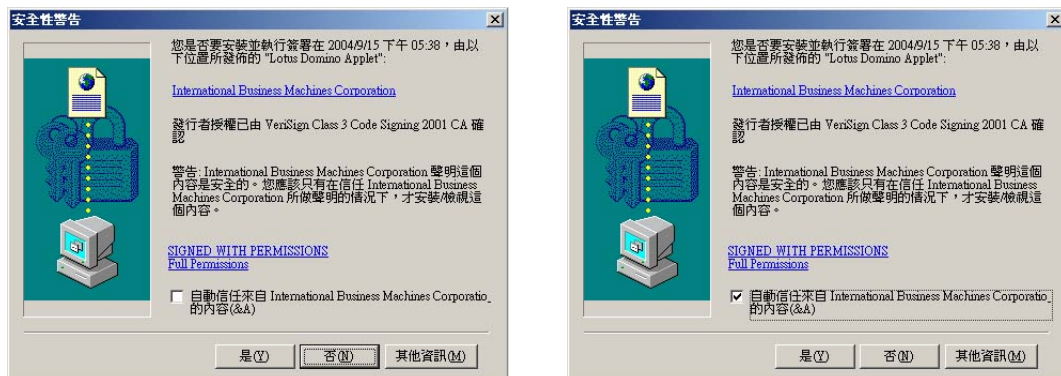 安全性警告
您是否要安裝並執行簽署在 2004/9/15 下午 05:38，由以
下位置所發佈的 "Lotus Domino Applet":
International Business Machines Corporation
發行者授權已由 VeriSign Class 3 Code Signing 2001 CA 確
認
警告: International Business Machines Corporation 聲明這個
內容是安全的。您應該只有在信任 International Business
Machines Corporation 所做聲明的情況下，才安裝/檢視這
個內容。
SIGNED WITH PERMISSIONS
Full Permissions
自動信任來自 International Business Machines Corporatio
的內容(&A)
是(Y)
否(N)
其他資訊(M)
安全性警告
您是否要安裝並執行簽署在 2004/9/15 下午 05:38，由以
下位置所發佈的 "Lotus Domino Applet":
International Business Machines Corporation
發行者授權已由 VeriSign Class 3 Code Signing 2001 CA 確
認
警告: International Business Machines Corporation 聲明這個
內容是安全的。您應該只有在信任 International Business
Machines Corporation 所做聲明的情況下，才安裝/檢視這
個內容。
SIGNED WITH PERMISSIONS
Full Permissions
自動信任來自 International Business Machines Corporatio
的內容(&A)
是(Y)
否(N)
其他資訊(M)